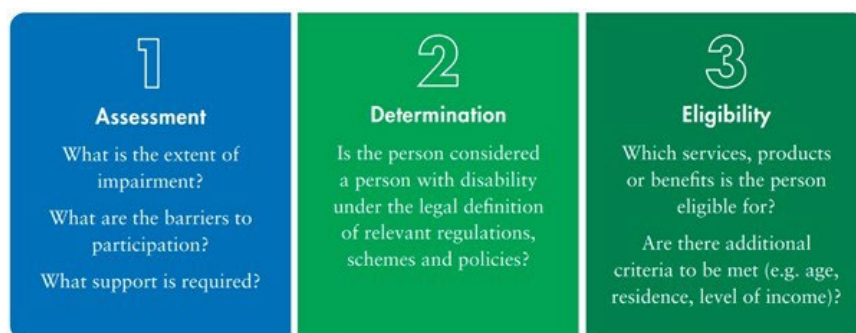 1
Assessment
What is the extent of
impairment?
What are the barriers to
participation?
What support is required?
2
Determination
Is the person considered
a person with disability
under the legal definition
of relevant regulations,
schemes and policies?
3
Eligibility
Which services, products
or benefits is the person
eligible for?
Are there additional
criteria to be met (e.g. age,
residence, level of income)?